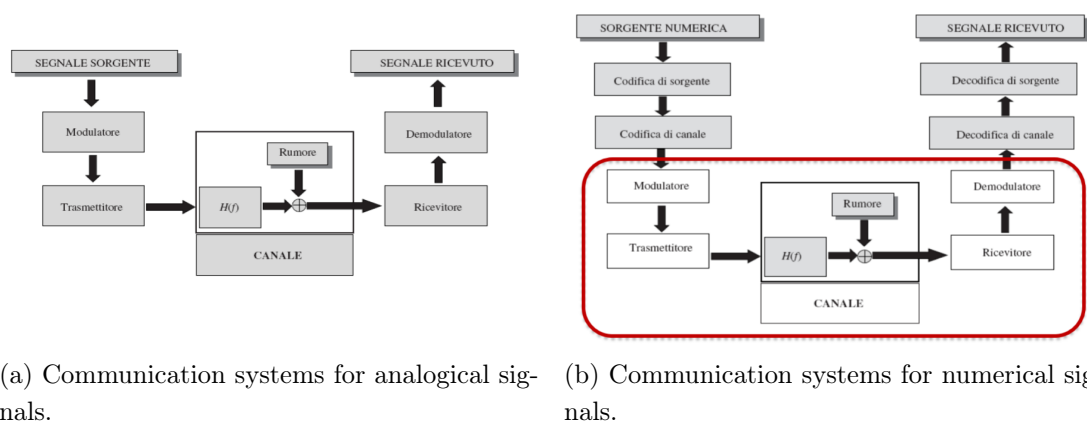 SEGNALE SORGENTE
Modulatore
Trasmettitore
H(f)
Rumore
CANALE
SEGNALE RICEVUTO
Demodulatore
Ricevitore
(a) Communication systems for analogical sig-
nals.
SORGENTE NUMERICA
Codifica di sorgente
Codifica di canale
Modulatore
Trasmettitore
H(f)
Rumore
CANALE
SEGNALE RICEVUTO
Decodifica di sorgente
Decodifica di canale
Demodulatore
Ricevitore
(b) Communication systems for numerical sig
nals.